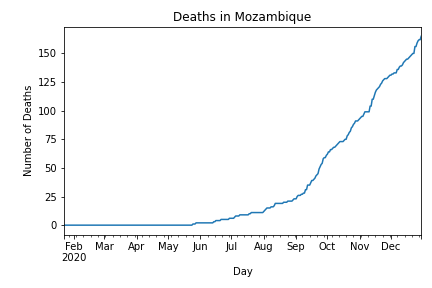 Deaths in Mozambique
Number of Deaths
150
125
100
75
50
25
0
Feb Mar Apr May Jun Jul Aug Sep Oct Nov Dec
2020
Day